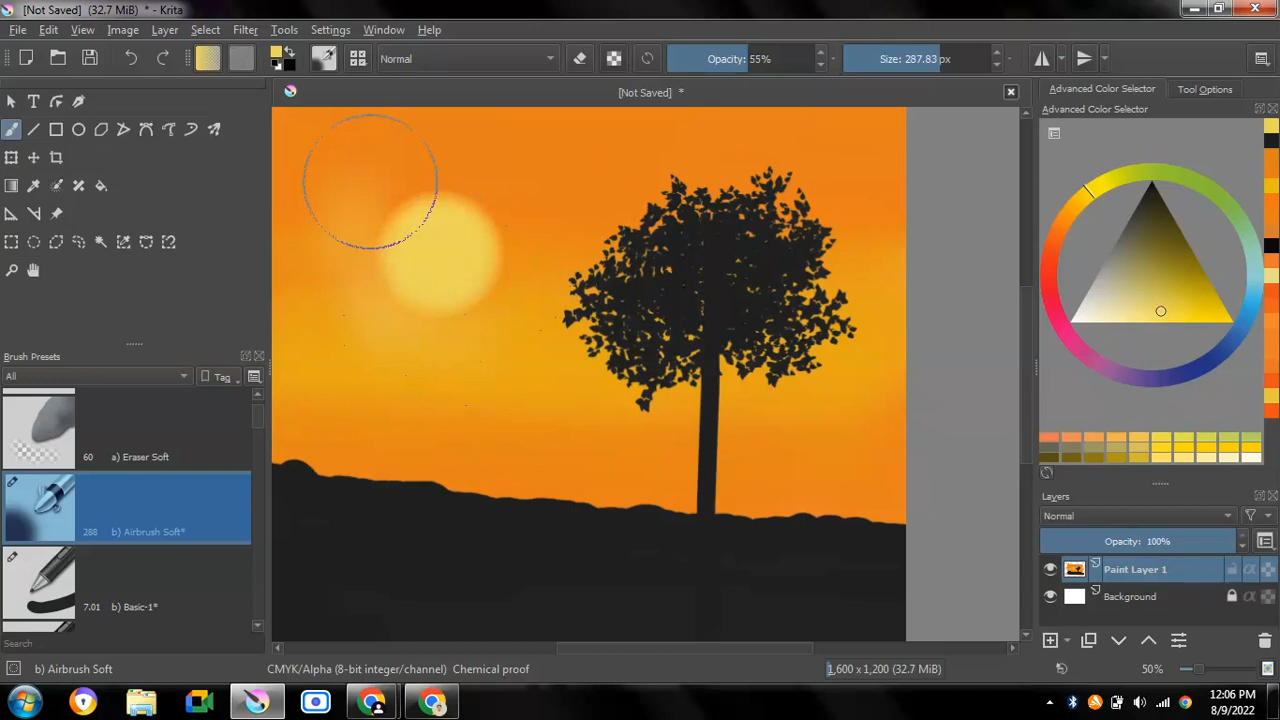 [Not Saved]  (32.7 MiB)  * - Krita
File Edit View Image Layer Select Filter Tools Settings Window Help
Normal
Opacity: 55%
Size: 287.83 px
[Not Saved]  *
Advanced Color Selector
Tool Options
Advanced Color Selector
Brush Presets
All
Tag
60 a) Eraser Soft
288 b) Airbrush Soft*
7.01 b) Basic-1*
Search
Layers
Normal
Opacity: 100%
Paint Layer 1
Background
b) Airbrush Soft
CMYK/Alpha (8-bit integer/channel)  Chemical proof
1,600 x 1,200 (32.7 MiB)
50%
12:06 PM
8/9/2022